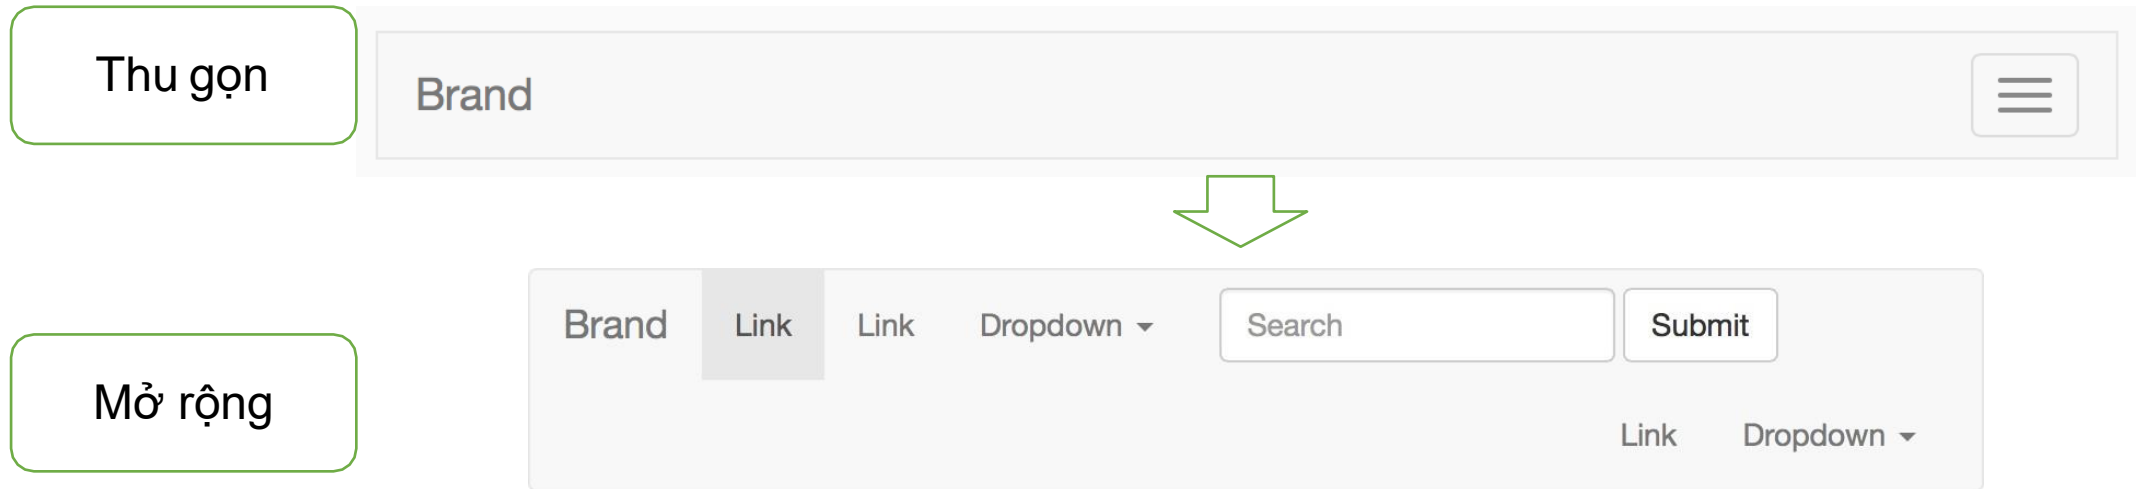 Thu gọn
Brand
Mở rộng
Brand Link Link Dropdown Search Submit
Link Dropdown